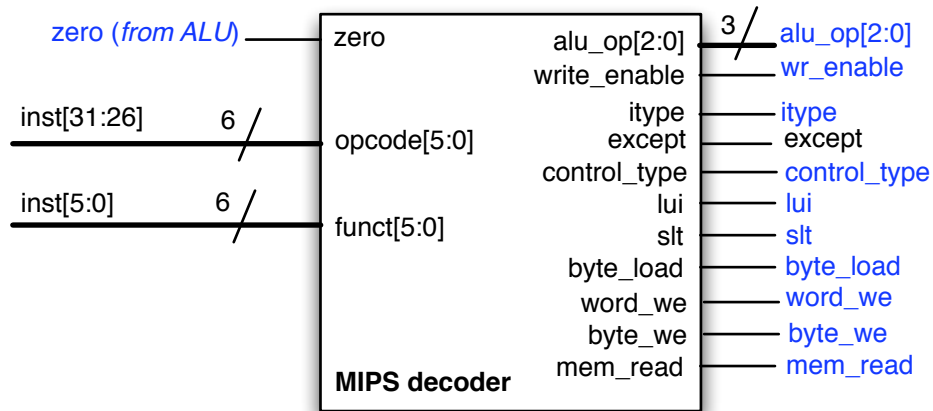 zero (from ALU)
zero
alu_op[2:0]
3
alu_op[2:0]
write_enable
wr_enable
inst[31:26]
6
opcode[5:0]
itype
itype
except
except
control_type
control_type
inst[5:0]
6
funct[5:0]
lui
lui
slt
slt
byte_load
byte_load
word_we
word_we
byte_we
byte_we
mem_read
mem_read
MIPS decoder